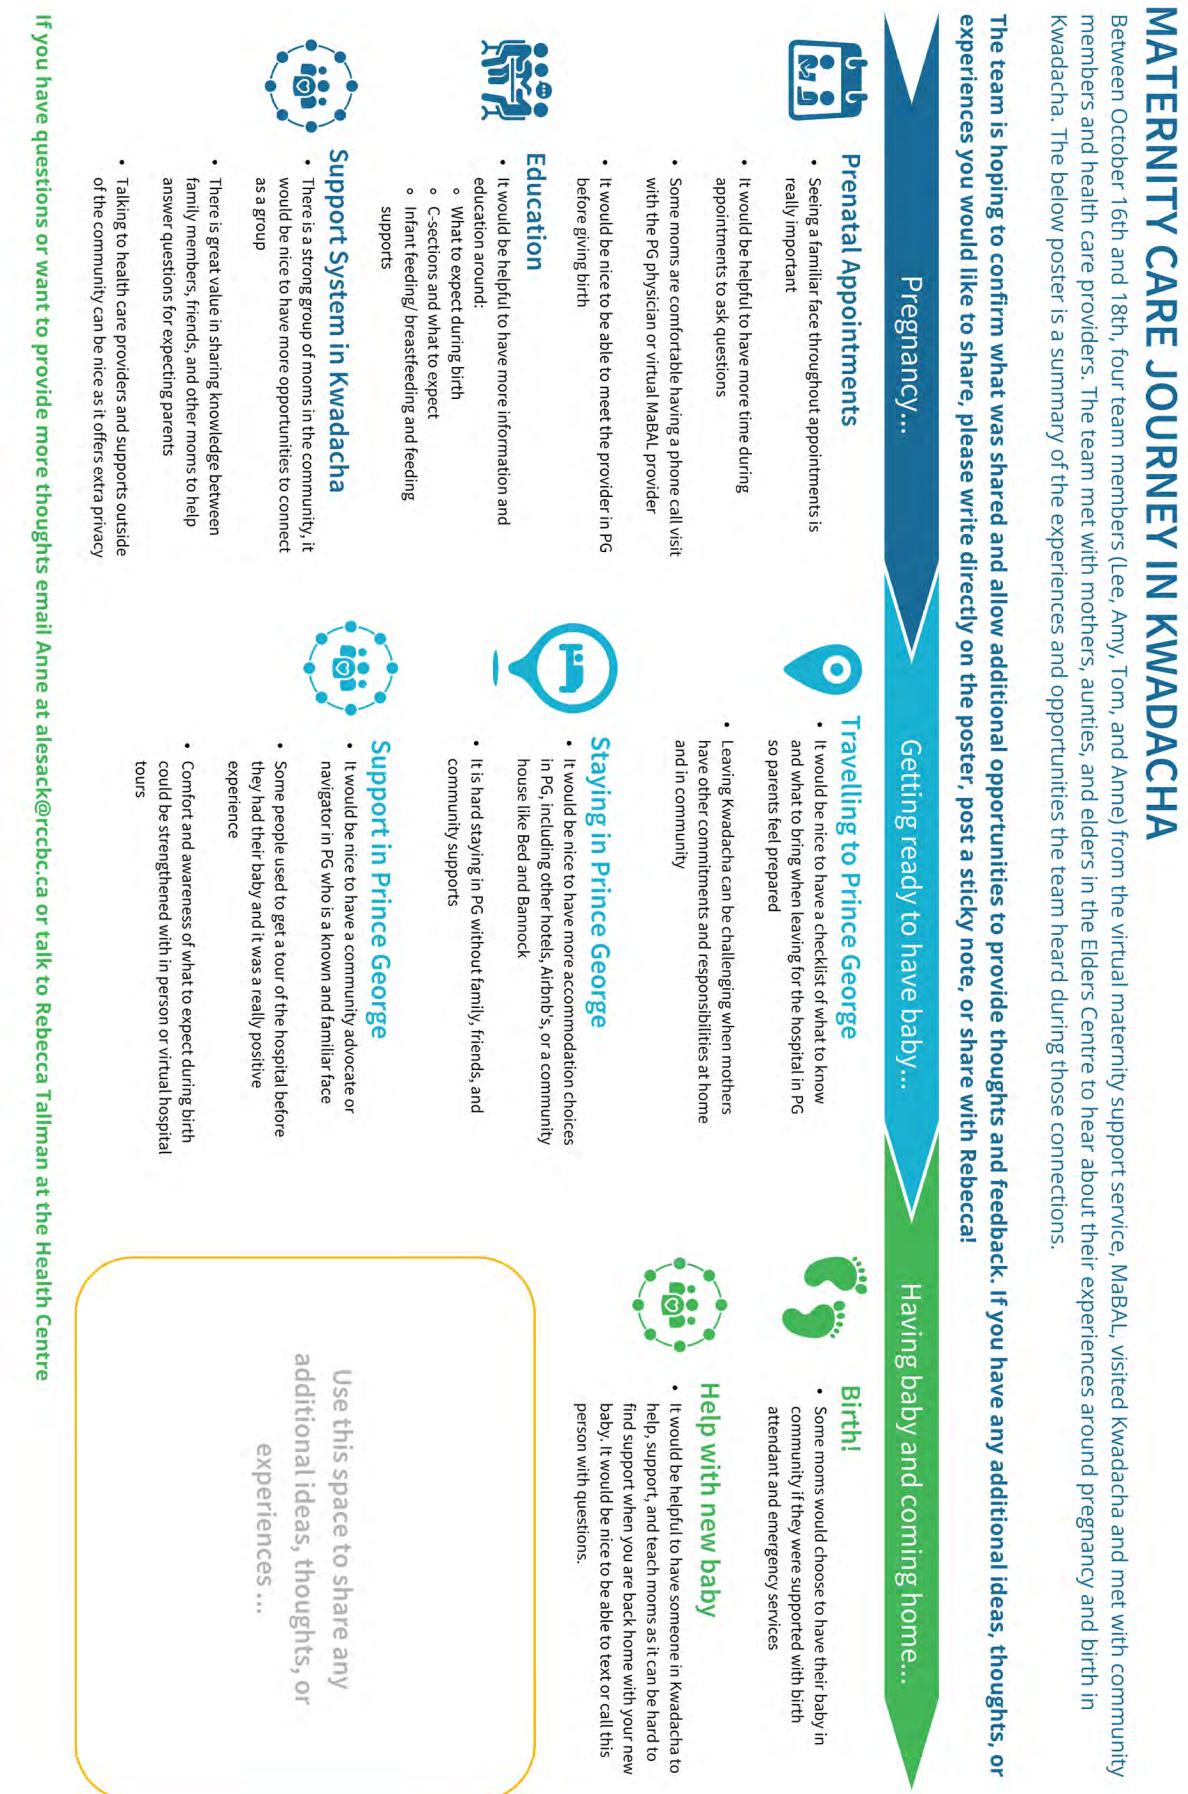 MATERNITY CARE JOURNEY IN KWADACHA
Between October 16th and 18th, four team members (Lee, Amy, Tom, and Anne) from the virtual maternity support service, MaBAL, visited Kwadacha and met with community
members and health care providers. The team met with mothers, aunties, and elders in the Elders Centre to hear about their experiences around pregnancy and birth in
Kwadacha. The below poster is a summary of the experiences and opportunities the team heard during those connections.
The team is hoping to confirm what was shared and allow additional opportunities to provide thoughts and feedback. If you have any additional ideas, thoughts, or
experiences you would like to share, please write directly on the poster, post a sticky note, or share with Rebecca!
Pregnancy...
Prenatal Appointments
• Seeing a familiar face throughout appointments is
really important
• It would be helpful to have more time during
appointments to ask questions
• Some moms are comfortable having a phone call visit
with the PG physician or virtual MaBAL provider
• It would be nice to be able to meet the provider in PG
before giving birth
Education
• It would be helpful to have more information and
education around:
◦ What to expect during birth
◦ C-sections and what to expect
◦ Infant feeding/ breastfeeding and feeding
supports
Support System in Kwadacha
• There is a strong group of moms in the community, it
would be nice to have more opportunities to connect
as a group
• There is great value in sharing knowledge between
family members, friends, and other moms to help
answer questions for expecting parents
• Talking to health care providers and supports outside
of the community can be nice as it offers extra privacy
Getting ready to have baby...
Travelling to Prince George
• It would be nice to have a checklist of what to know
and what to bring when leaving for the hospital in PG
so parents feel prepared
• Leaving Kwadacha can be challenging when mothers
have other commitments and responsibilities at home
and in community
Staying in Prince George
• It would be nice to have more accommodation choices
in PG, including other hotels, Airbnb's, or a community
house like Bed and Bannock
• It is hard staying in PG without family, friends, and
community supports
Support in Prince George
• It would be nice to have a community advocate or
navigator in PG who is a known and familiar face
• Some people used to get a tour of the hospital before
they had their baby and it was a really positive
experience
• Comfort and awareness of what to expect during birth
could be strengthened with in person or virtual hospital
tours
Having baby and coming home...
Birth!
• Some moms would choose to have their baby in
community if they were supported with birth
attendant and emergency services
Help with new baby
• It would be helpful to have someone in Kwadacha to
help, support, and teach moms as it can be hard to
find support when you are back home with your new
baby. It would be nice to be able to text or call this
person with questions.
Use this space to share any
additional ideas, thoughts, or
experiences ...
If you have questions or want to provide more thoughts email Anne at alesack@rccbc.ca or talk to Rebecca Tallman at the Health Centre